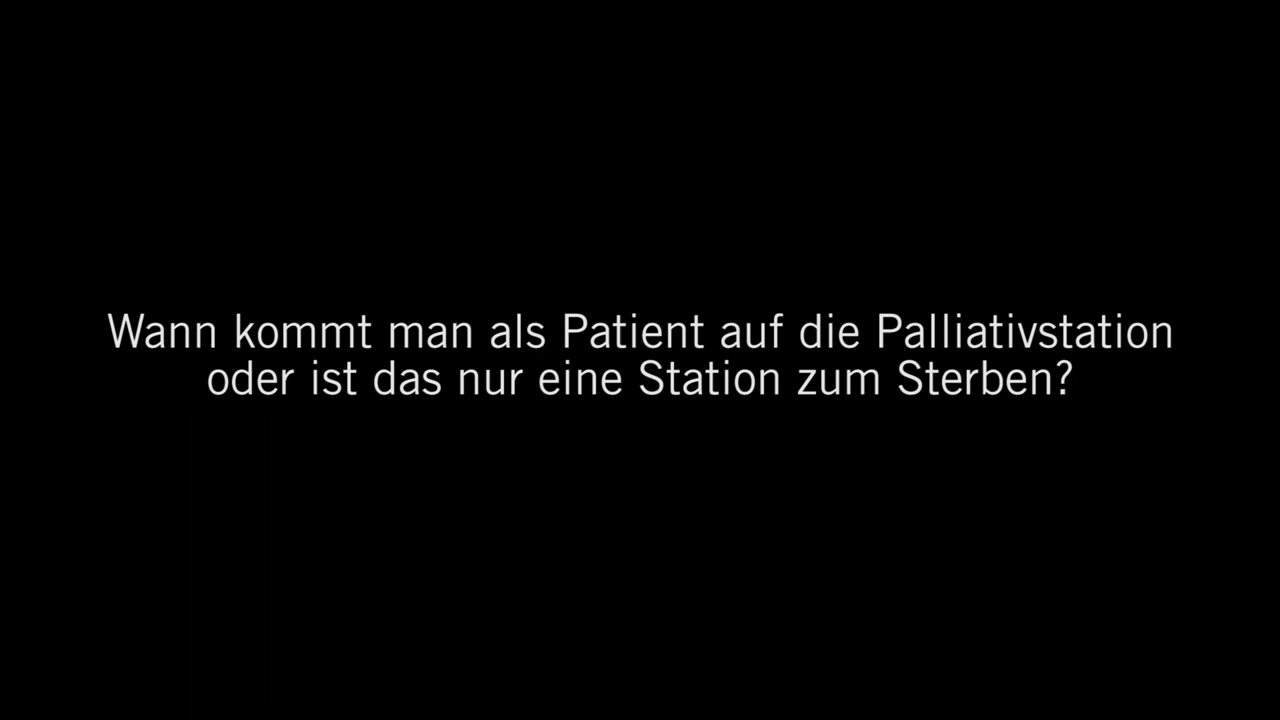 Wann kommt man als Patient auf die Palliativstation
oder ist das nur eine Station zum Sterben?